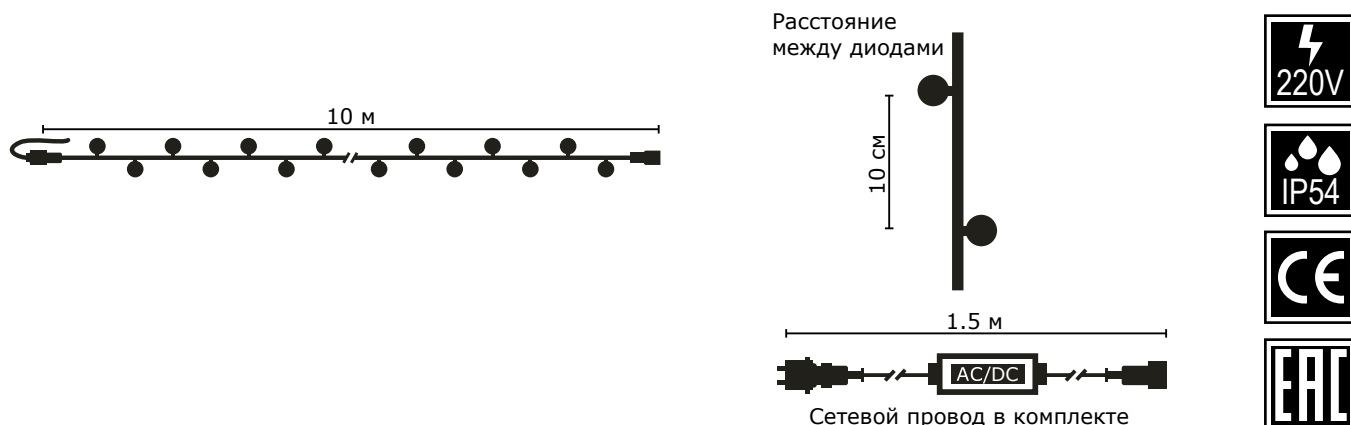 10 м
Расстояние
между диодами
10 см
1.5 м
AC/DC
Сетевой провод в комплекте
220V
IP54
CE
EAC